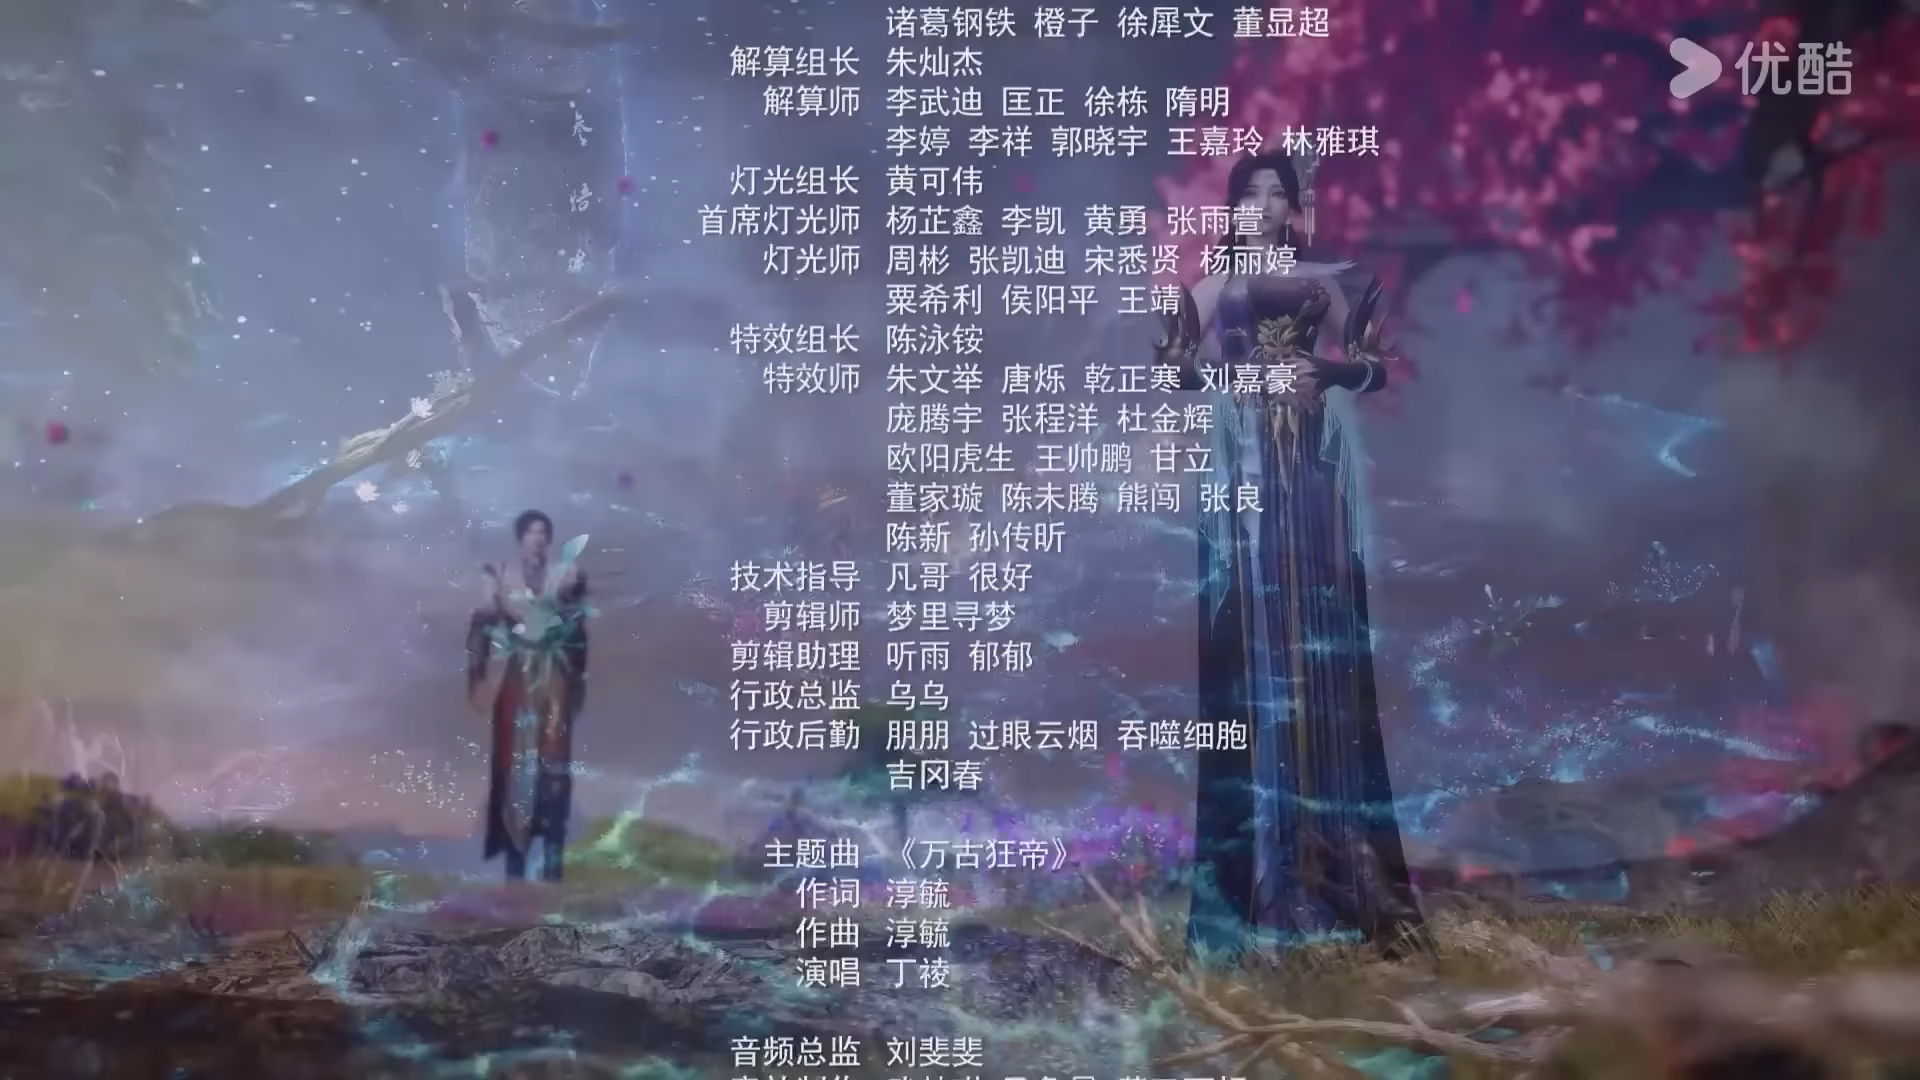 诸葛钢铁 橙子 徐犀文 董显超
优酷
解算组长 朱灿杰
解算师 李武迪 匡正 徐栋 隋明
李婷 李祥 郭晓宇 王嘉玲 林雅琪
灯光组长 黄可伟
首席灯光师 杨芷鑫 李凯 黄勇 张雨萱
灯光师 周彬 张凯迪 宋悉贤 杨丽婷
粟希利 侯阳平 王靖
特效组长 陈泳铵
特效师 朱文举 唐烁 乾正寒 刘嘉豪
庞腾宇 张程洋 杜金辉
欧阳虎生 王帅鹏 甘立
董家璇 陈未腾 熊闯 张良
陈新 孙传昕
技术指导 凡哥 很好
剪辑师 梦里寻梦
剪辑助理 听雨 郁郁
行政总监 乌乌
行政后勤 朋朋 过眼云烟 吞噬细胞
吉冈春
主题曲 《万古狂帝》
作词 淳毓
作曲 淳毓
演唱 丁祾
音频总监 刘斐斐